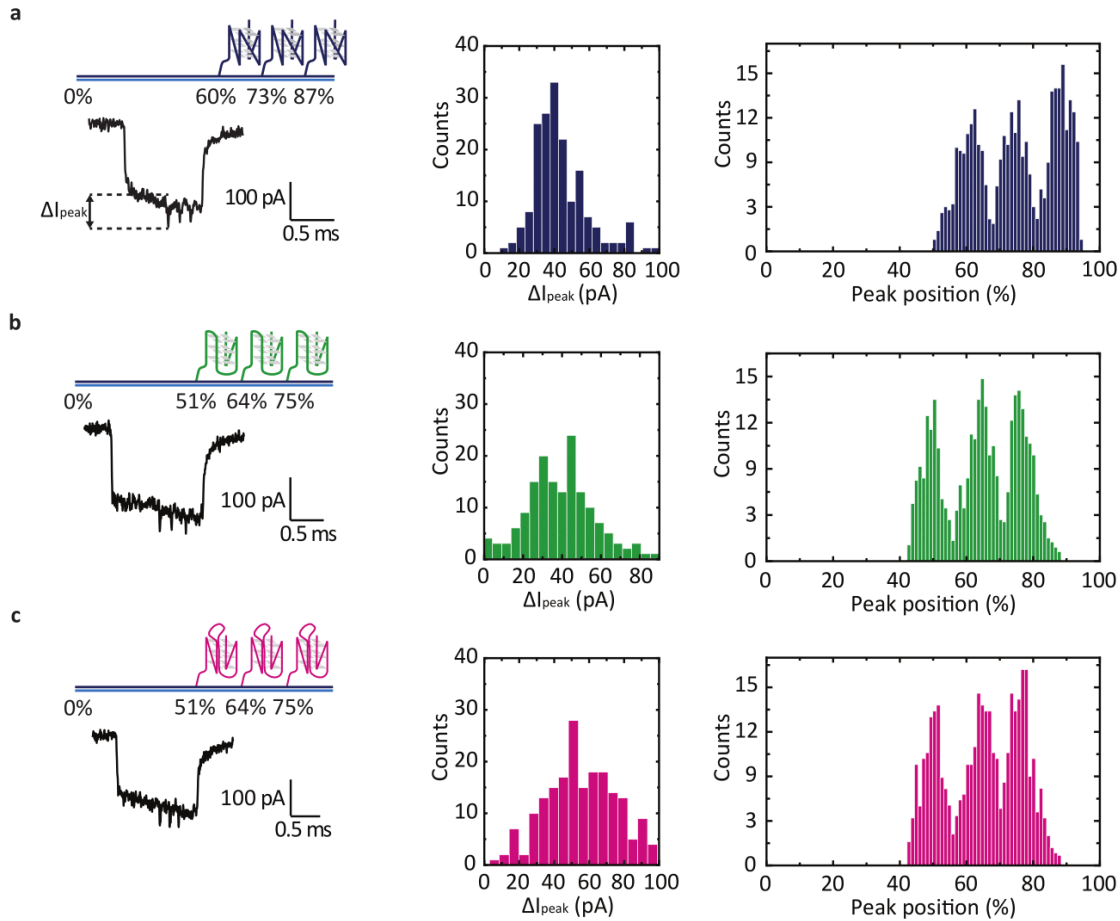 a
0% 60% 73% 87%
ΔIpeak
100 pA
0.5 ms
Counts
40
30
20
10
0
0 20 40 60 80 100
ΔIpeak (pA)
Counts
15
12
9
6
3
0
0 20 40 60 80 100
Peak position (%)
b
0% 51% 64% 75%
100 pA
0.5 ms
Counts
40
30
20
10
0
0 20 40 60 80
ΔIpeak (pA)
Counts
15
12
9
6
3
0
0 20 40 60 80 100
Peak position (%)
c
0% 51% 64% 75%
100 pA
0.5 ms
Counts
40
30
20
10
0
0 20 40 60 80 100
ΔIpeak (pA)
Counts
15
12
9
6
3
0
0 20 40 60 80 100
Peak position (%)